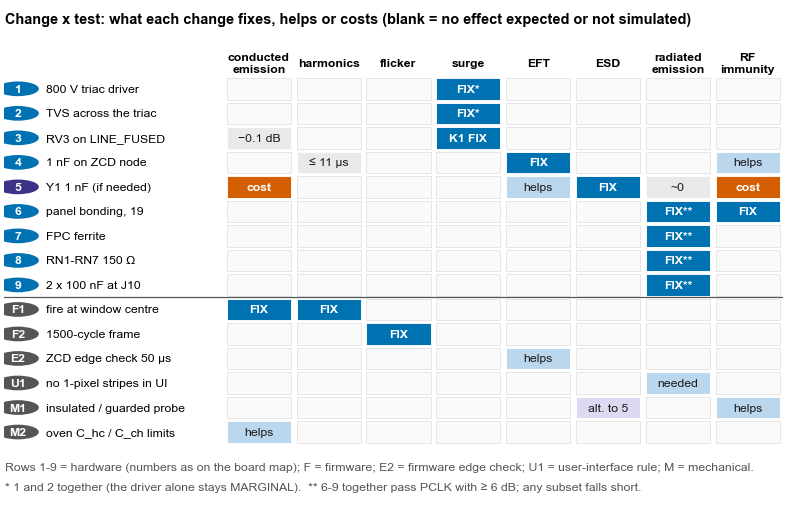 Change x test: what each change fixes, helps or costs (blank = no effect expected or not simulated)
conducted emission harmonics flicker surge EFT ESD radiated emission RF immunity
1 800 V triac driver FIX*
2 TVS across the triac FIX*
3 RV3 on LINE_FUSED −0.1 dB K1 FIX
4 1 nF on ZCD node ≤ 11 µs FIX helps
5 Y1 1 nF (if needed) cost helps FIX ~0 cost
6 panel bonding, 19 FIX** FIX
7 FPC ferrite FIX**
8 RN1-RN7 150 Ω FIX**
9 2 x 100 nF at J10 FIX**
F1 fire at window centre FIX FIX
F2 1500-cycle frame FIX
E2 ZCD edge check 50 µs helps
U1 no 1-pixel stripes in UI needed
M1 insulated / guarded probe alt. to 5 helps
M2 oven C_hc / C_ch limits helps
Rows 1-9 = hardware (numbers as on the board map); F = firmware; E2 = firmware edge check; U1 = user-interface rule; M = mechanical.
* 1 and 2 together (the driver alone stays MARGINAL). ** 6-9 together pass PCLK with ≥ 6 dB; any subset falls short.